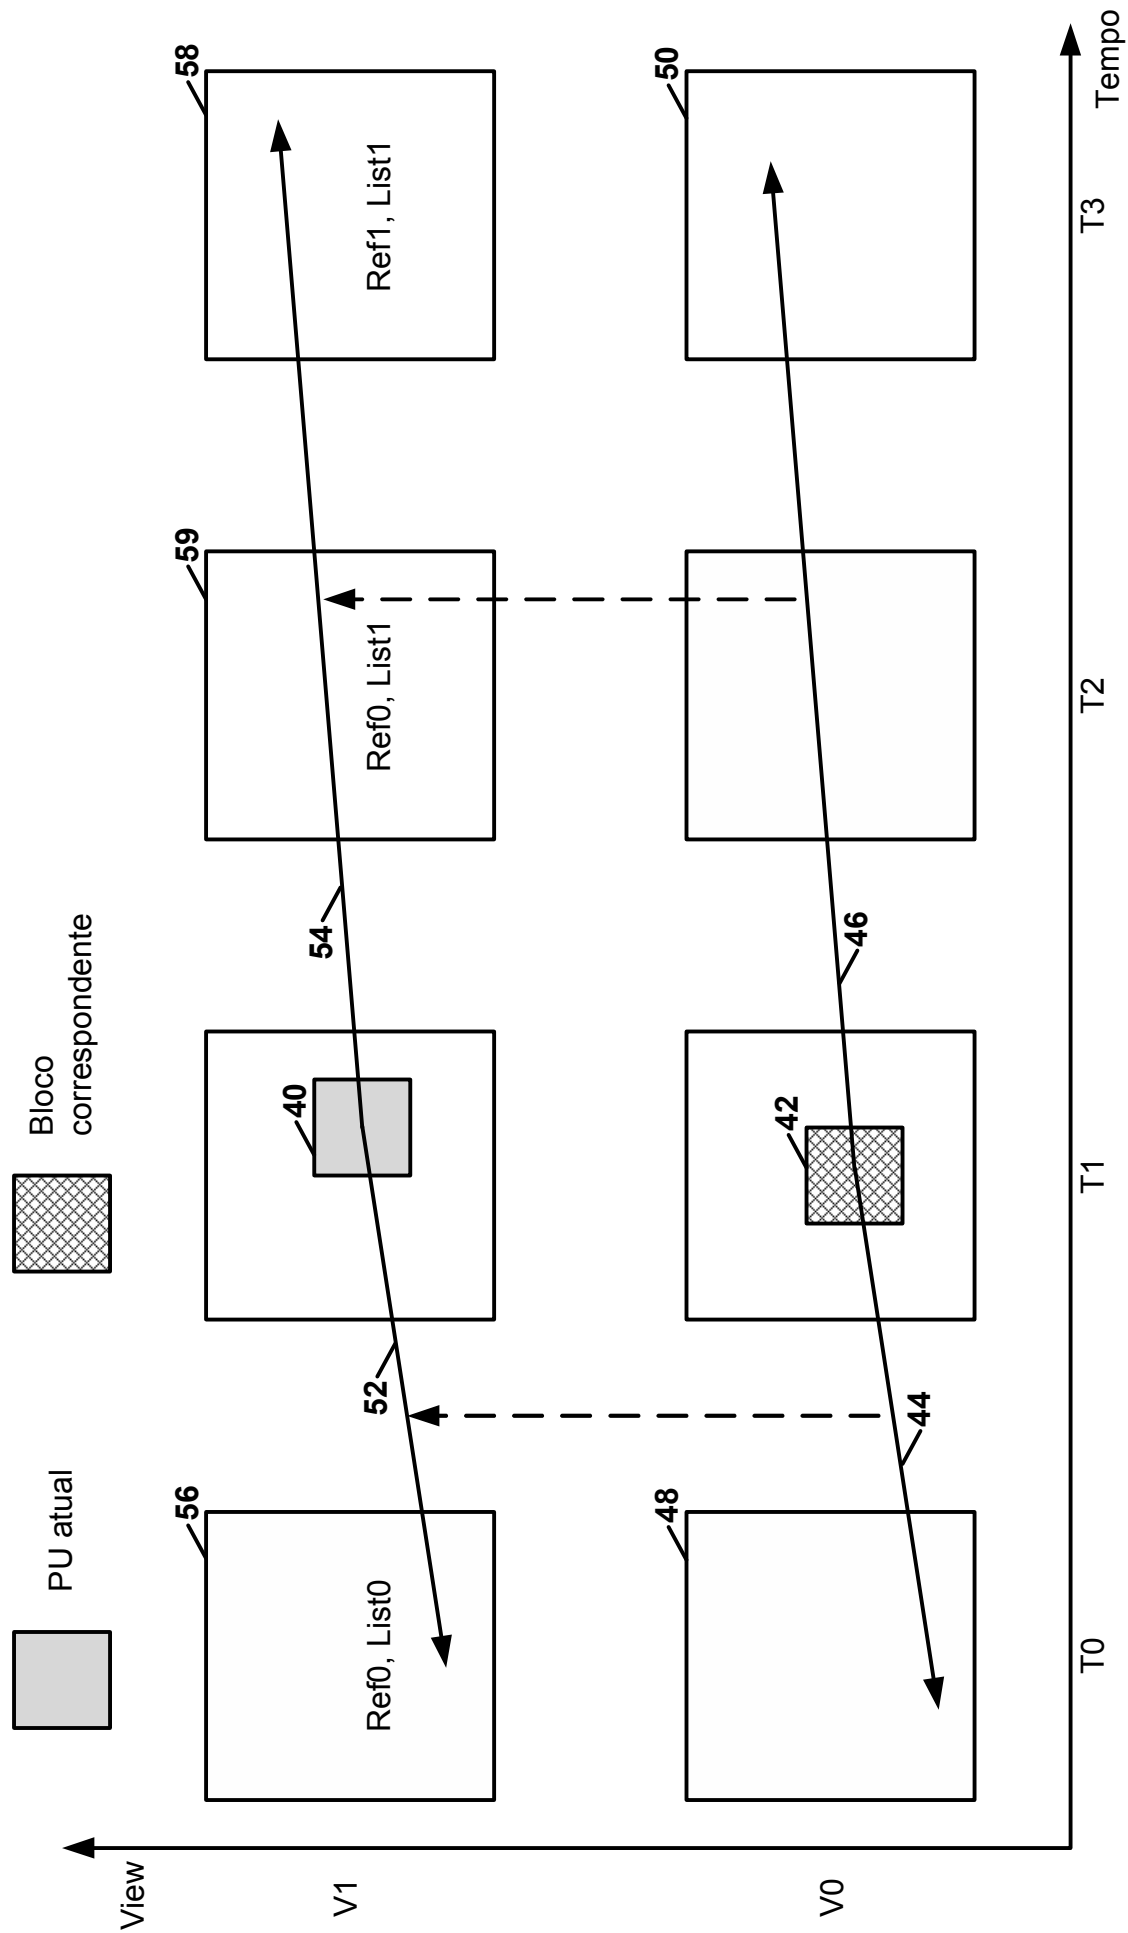 PU atual
Bloco
correspondente
View
V1
56
Ref0, List0
52
40
54
59
Ref0, List1
58
Ref1, List1
V0
48
44
42
46
50
T0
T1
T2
T3
Tempo